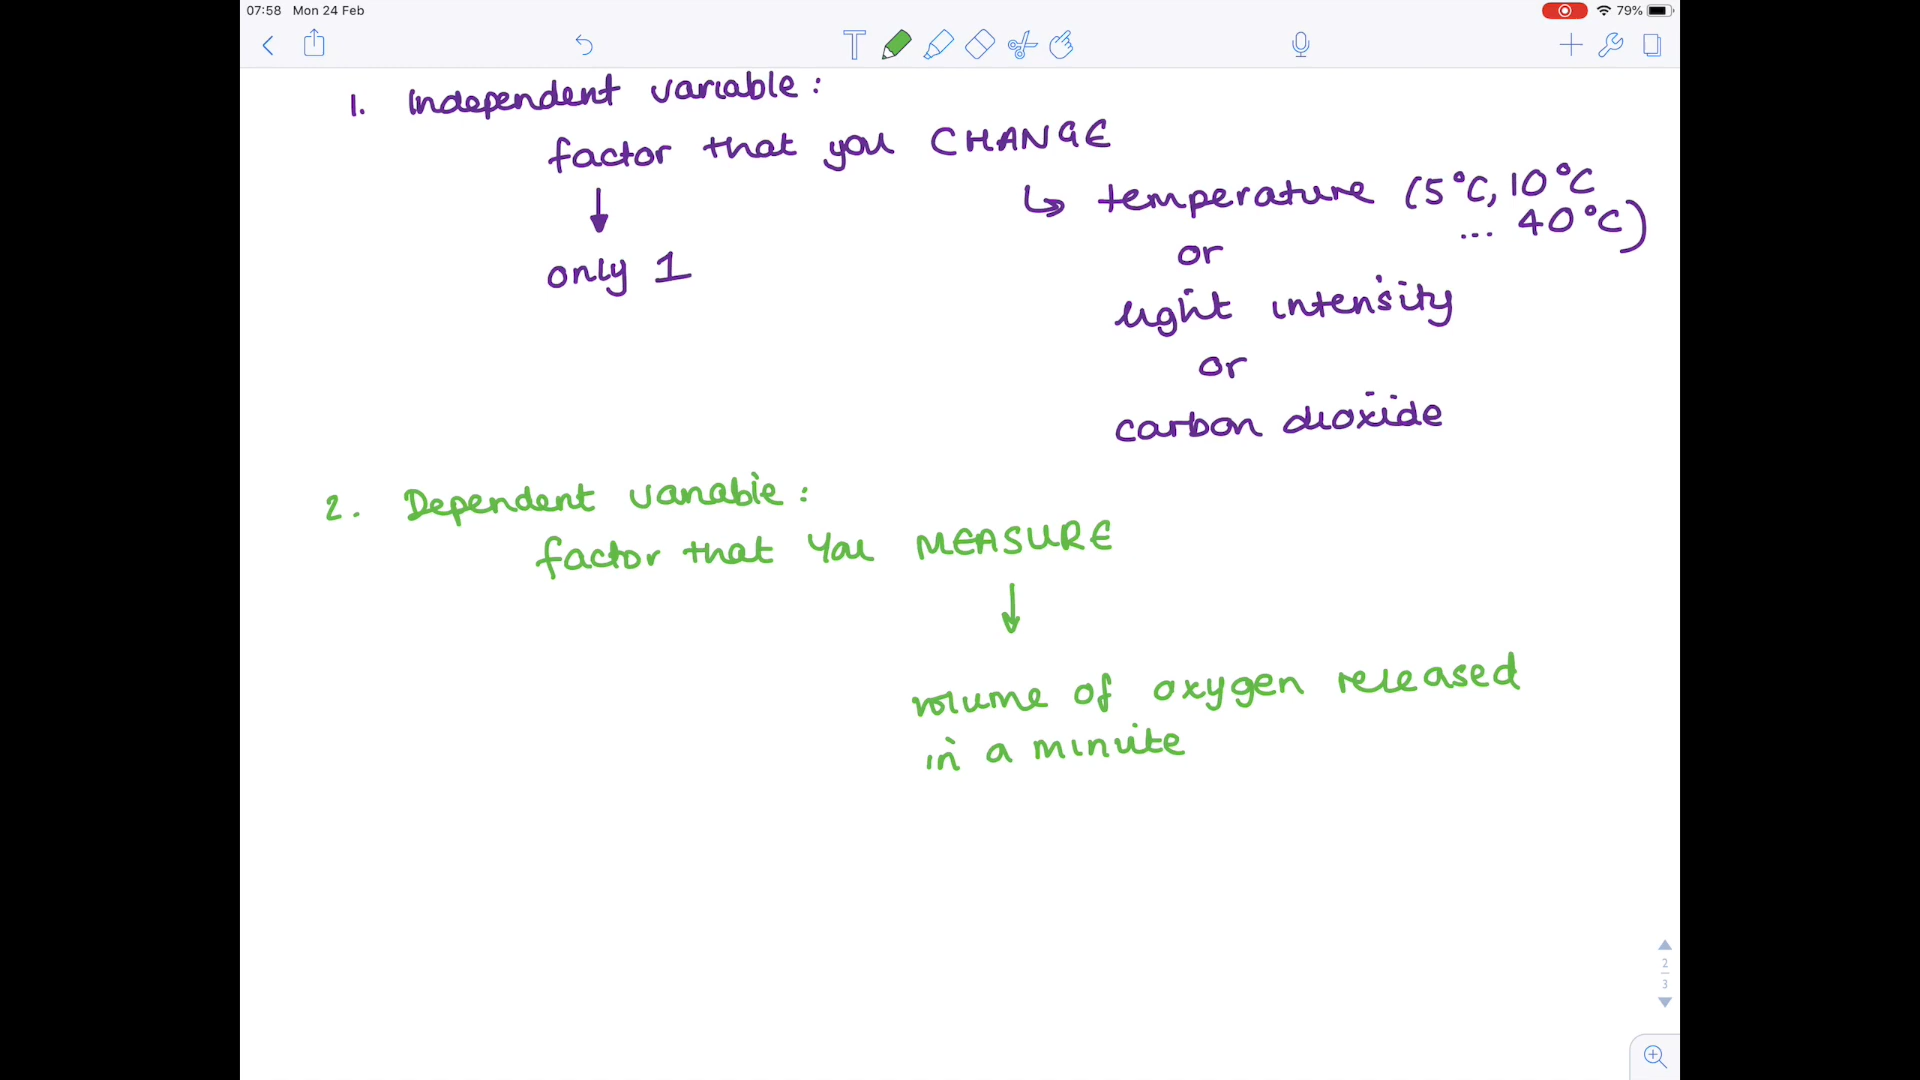 07:58 Mon 24 Feb
79%
T
1. Independent variable:
factor that you CHANGE
↳ temperature (5°C, 10°C
... 40°C)
only 1
or
light intensity
or
carbon dioxide
2. Dependent variable:
factor that you MEASURE
volume of oxygen released
in a minute
2
3